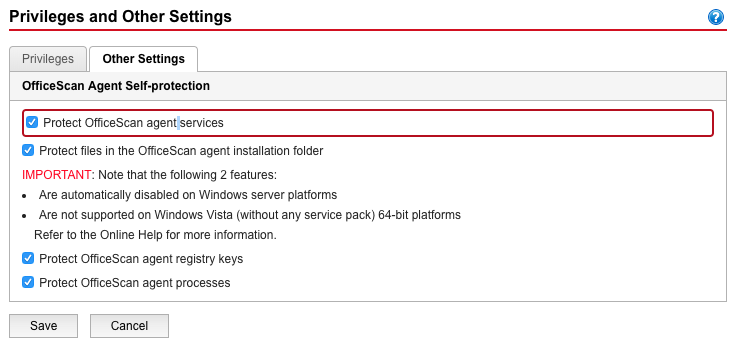 Privileges and Other Settings
?
Privileges
Other Settings
OfficeScan Agent Self-protection
Protect OfficeScan agent services
Protect files in the OfficeScan agent installation folder
IMPORTANT: Note that the following 2 features:
• Are automatically disabled on Windows server platforms
• Are not supported on Windows Vista (without any service pack) 64-bit platforms
Refer to the Online Help for more information.
Protect OfficeScan agent registry keys
Protect OfficeScan agent processes
Save
Cancel